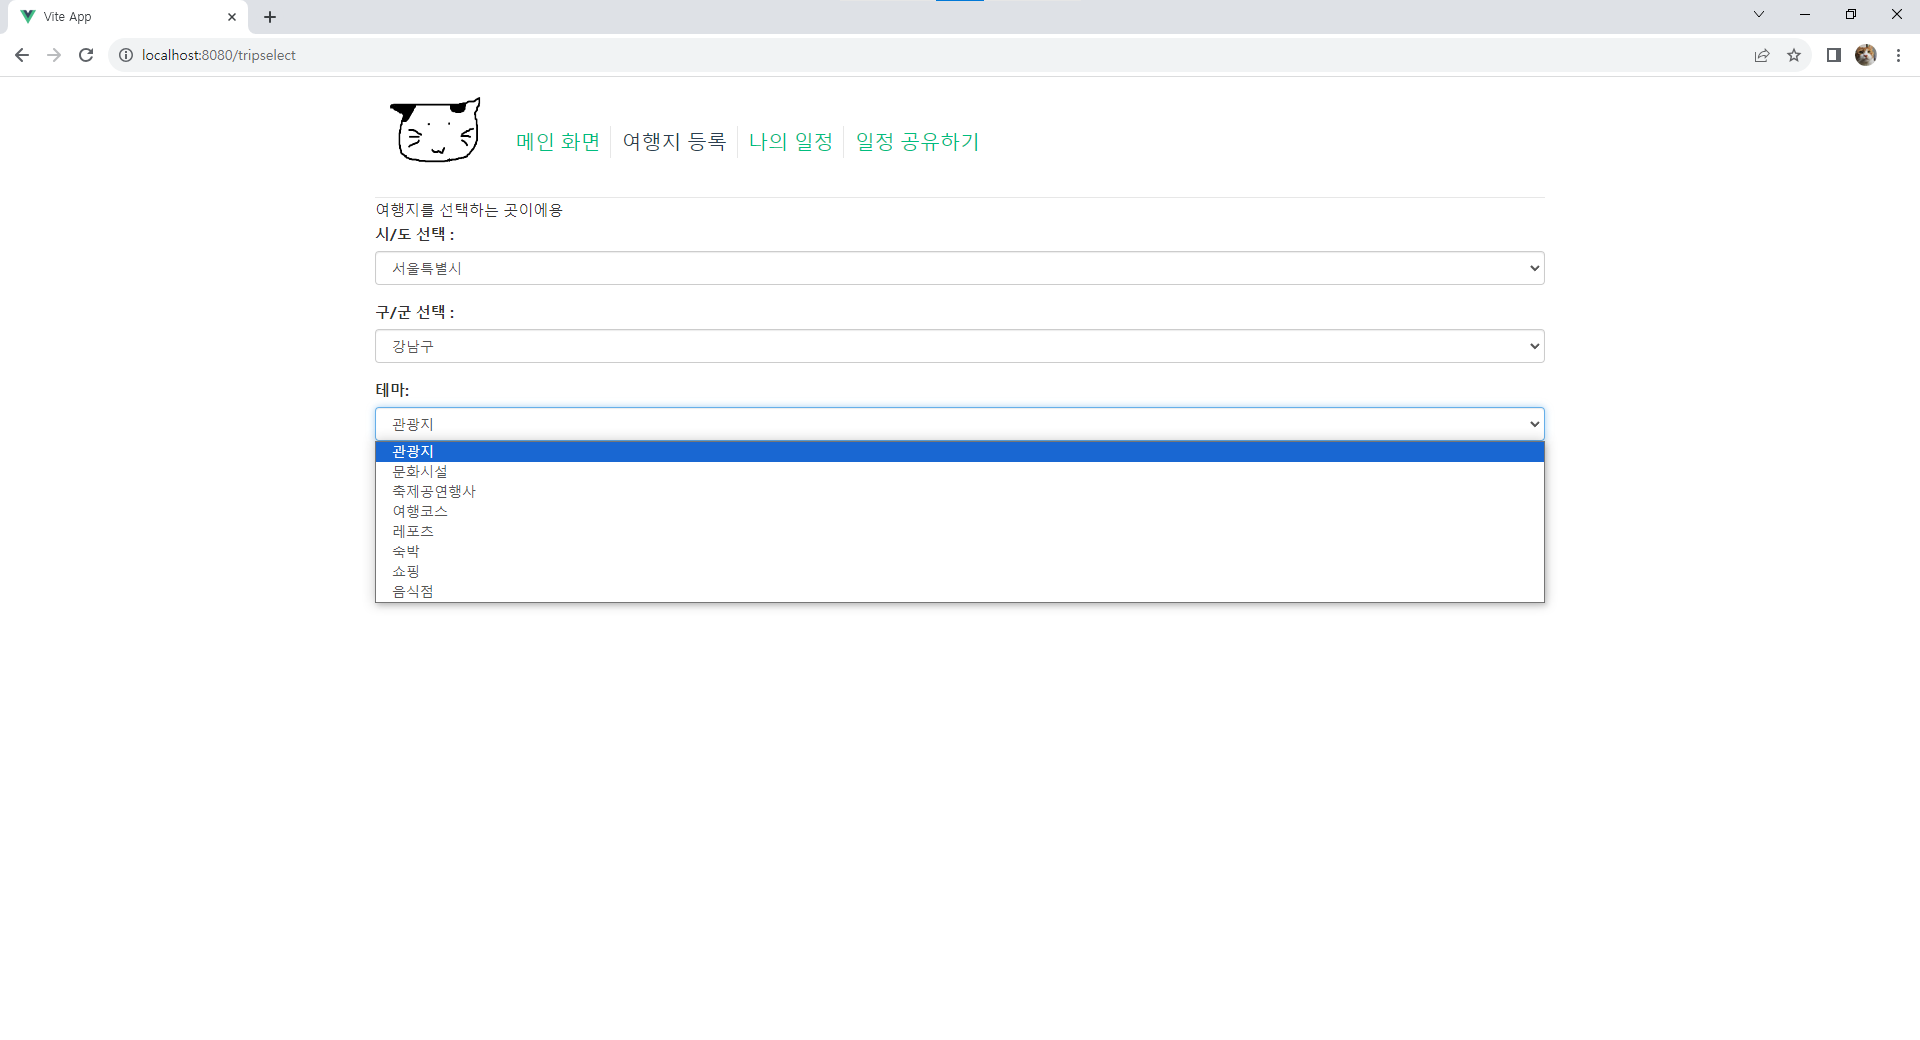 Vite App
localhost:8080/tripselect
메인 화면 여행지 등록 나의 일정 일정 공유하기
여행지를 선택하는 곳이에용
시/도 선택 :
서울특별시
구/군 선택 :
강남구
테마:
관광지
관광지
문화시설
축제공연행사
여행코스
레포츠
숙박
쇼핑
음식점